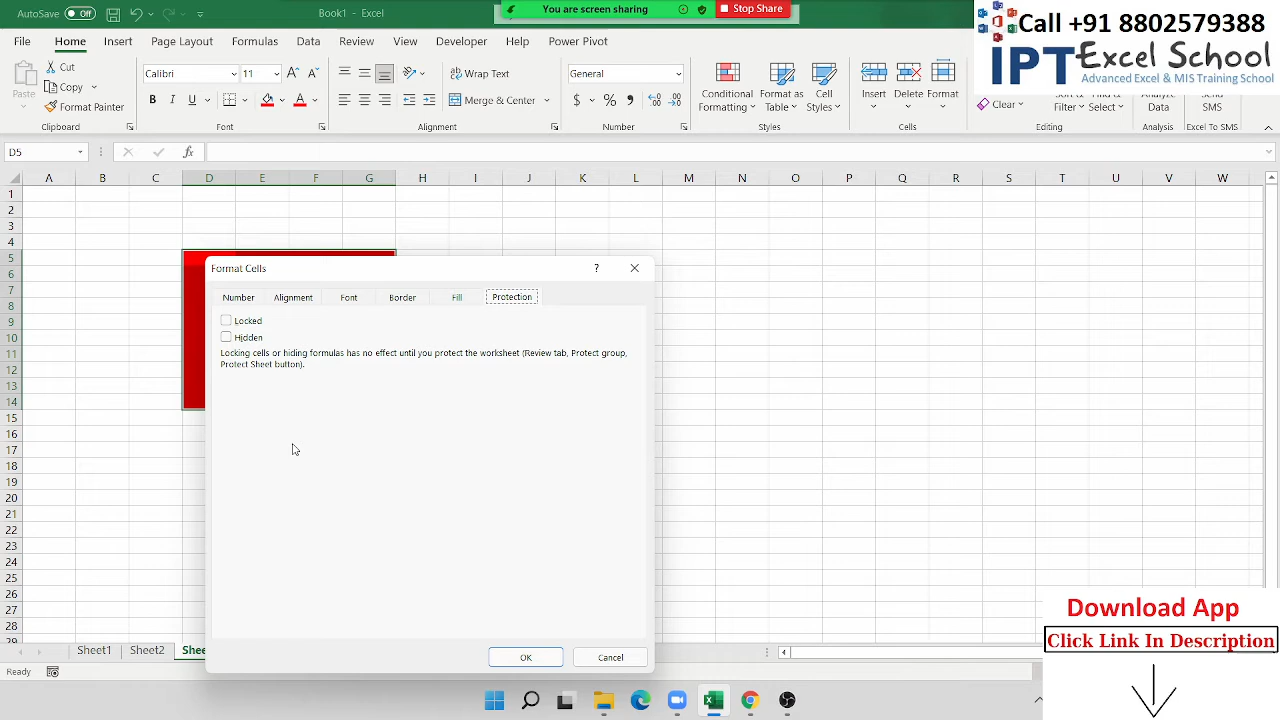 AutoSave Off Book1 - Excel You are screen sharing Stop Share
Call +91 8802579388
IPT Excel School
Advanced Excel & MIS Training School
File Home Insert Page Layout Formulas Data Review View Developer Help Power Pivot
Paste Cut Copy Format Painter
Calibri 11
B I U
Wrap Text
Merge & Center
General
$ % ,
Conditional Formatting Format as Table Cell Styles
Insert Delete Format
Clear Filter Select
Data
SMS
Clipboard Font Alignment Number Styles Cells Editing Analysis Excel To SMS
D5 fx
A B C D E F G H I J K L M N O P Q R S T U V W
1
2
3
4
5
6
7
8
9
10
11
12
13
14
15
16
17
18
19
20
21
22
23
24
25
26
27
28
29
Format Cells ?
Number Alignment Font Border Fill Protection
Locked
Hidden
Locking cells or hiding formulas has no effect until you protect the worksheet (Review tab, Protect group,
Protect Sheet button).
OK Cancel
Sheet1 Sheet2 Shee
Ready
Download App
Click Link In Description